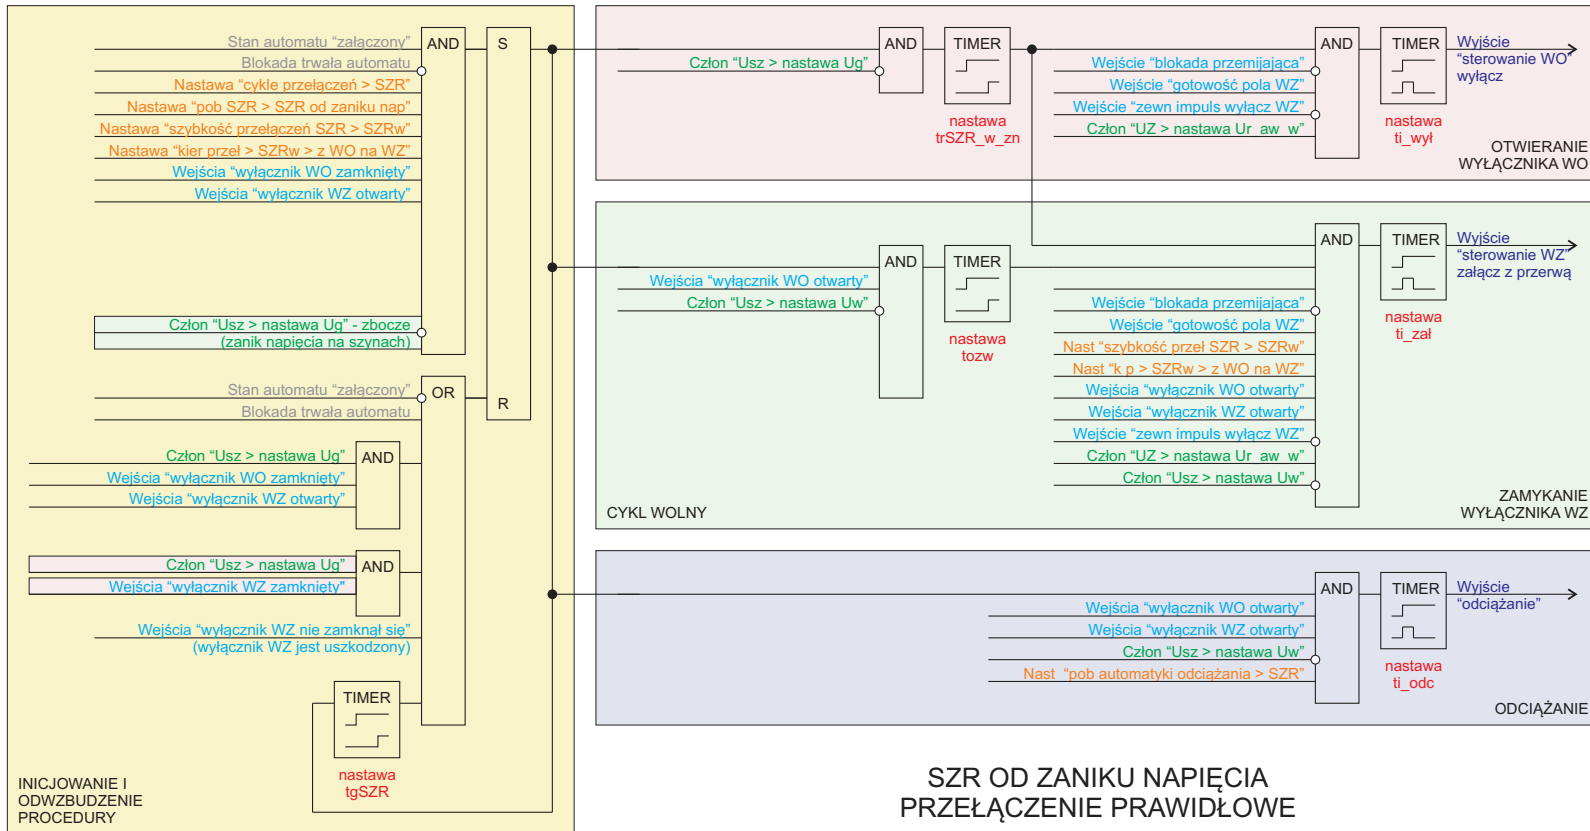 Stan automatu “załączony”
Blokada trwała automatu
Nastawa “cykle przełączeń > SZR”
Nastawa “pob SZR > SZR od zaniku nap”
Nastawa “szybkość przełączeń SZR > SZRw”
Nastawa “kier przeł > SZRw > z WO na WZ”
Wejścia “wyłącznik WO zamknięty”
Wejścia “wyłącznik WZ otwarty”
Człon “Usz > nastawa Ug” - zbocze
(zanik napięcia na szynach)
AND
S
Stan automatu “załączony”
Blokada trwała automatu
OR
R
Człon “Usz > nastawa Ug”
Wejścia “wyłącznik WO zamknięty”
Wejścia “wyłącznik WZ otwarty”
AND
Człon “Usz > nastawa Ug”
Wejścia “wyłącznik WZ zamknięty”
AND
Wejścia “wyłącznik WZ nie zamknął się”
(wyłącznik WZ jest uszkodzony)
TIMER
nastawa
tgSZR
INICJOWANIE I
ODWZBUDZENIE
PROCEDURY
Człon “Usz > nastawa Ug”
AND
TIMER
nastawa
trSZR_w_zn
Wejście “blokada przemijająca”
Wejście “gotowość pola WZ”
Wejście “zewn impuls wyłącz WZ”
Człon “UZ > nastawa Ur aw w”
AND
TIMER
nastawa
ti_wył
Wyjście
“sterowanie WO”
wyłącz
OTWIERANIE
WYŁĄCZNIKA WO
Wejścia “wyłącznik WO otwarty”
Człon “Usz > nastawa Uw”
AND
TIMER
nastawa
tozw
Wejście “blokada przemijająca”
Wejście “gotowość pola WZ”
Nast “szybkość przeł SZR > SZRw”
Nast “k p > SZRw > z WO na WZ”
Wejścia “wyłącznik WO otwarty”
Wejścia “wyłącznik WZ otwarty”
Wejście “zewn impuls wyłącz WZ”
Człon “UZ > nastawa Ur aw w”
Człon “Usz > nastawa Uw”
AND
TIMER
nastawa
ti_zał
Wyjście
“sterowanie WZ”
załącz z przerwą
CYKL WOLNY
ZAMYKANIE
WYŁĄCZNIKA WZ
Wejścia “wyłącznik WO otwarty”
Wejścia “wyłącznik WZ otwarty”
Człon “Usz > nastawa Uw”
Nast “pob automatyki odciążania > SZR”
AND
TIMER
nastawa
ti_odc
Wyjście
“odciążanie”
ODCIĄŻANIE
SZR OD ZANIKU NAPIĘCIA
PRZEŁĄCZENIE PRAWIDŁOWE